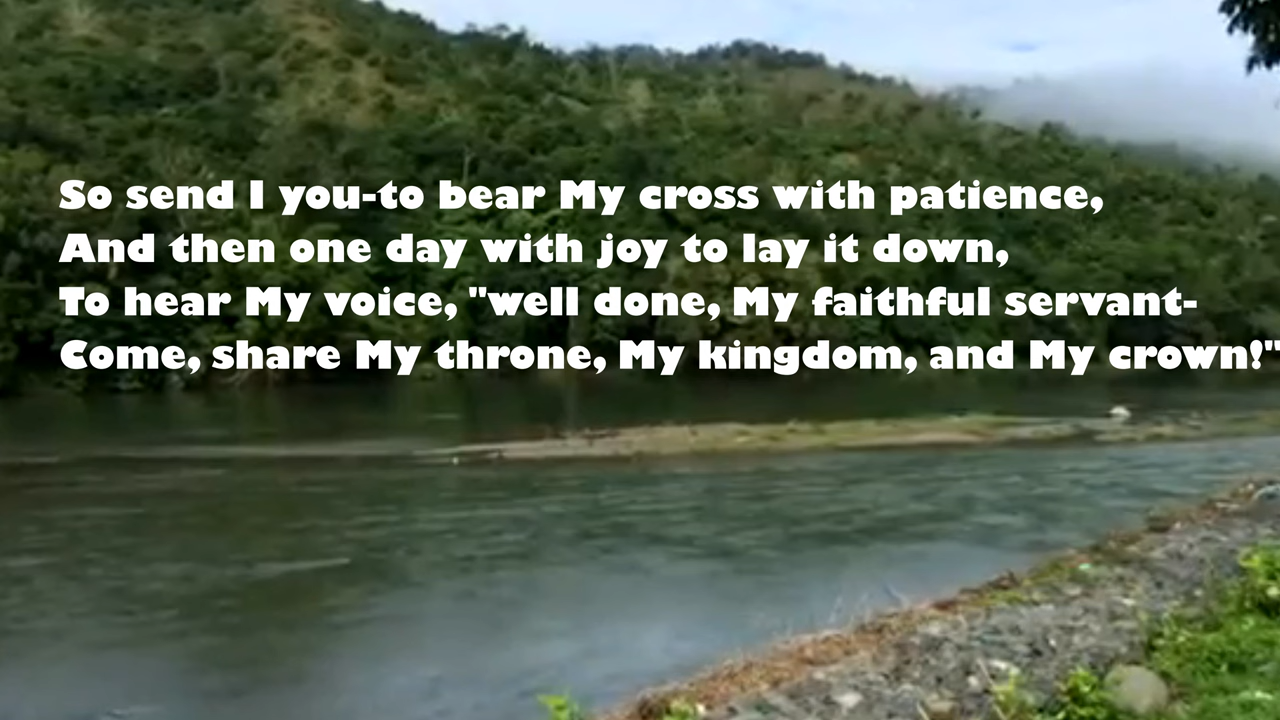 So send I you-to bear My cross with patience,
And then one day with joy to lay it down,
To hear My voice, "well done, My faithful servant-
Come, share My throne, My kingdom, and My crown!"